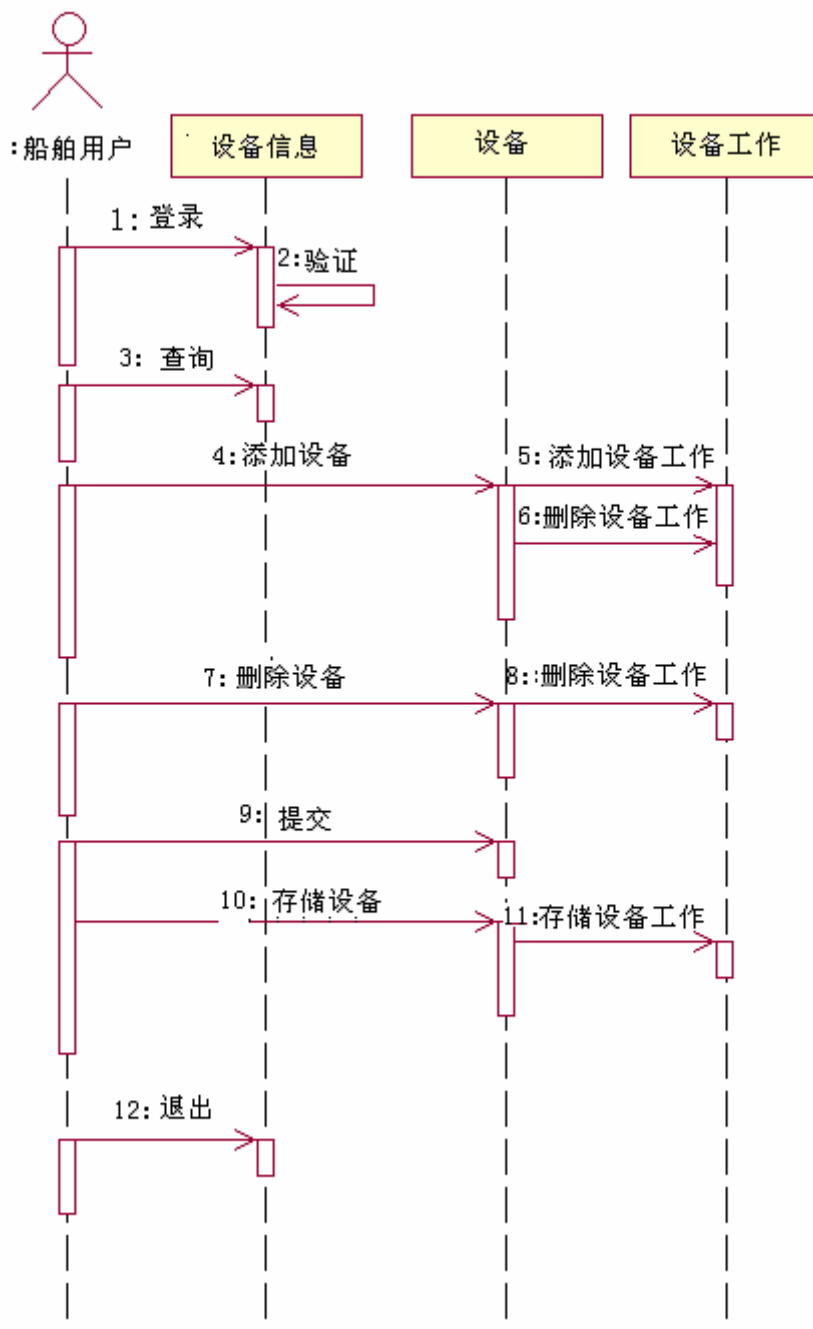 :船舶用户
设备信息
设备
设备工作
1: 登录
2:验证
3: 查询
4:添加设备
5:添加设备工作
6:删除设备工作
7: 删除设备
8::删除设备工作
9: 提交
10: 存储设备
11:存储设备工作
12: 退出